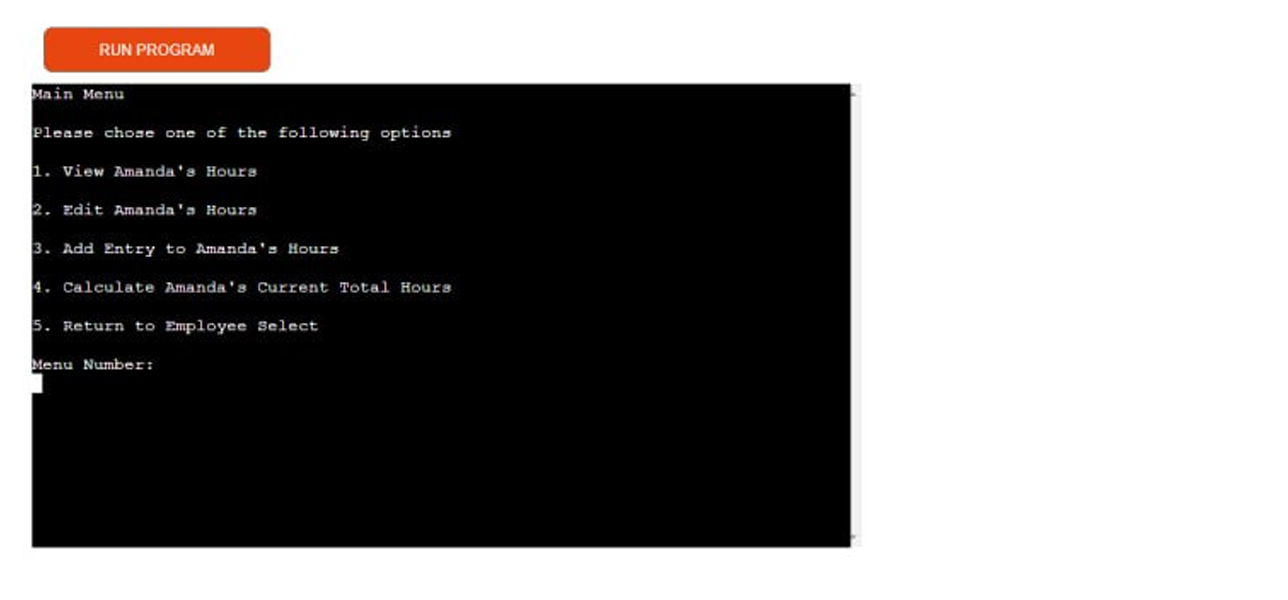 RUN PROGRAM
Main Menu
Please chose one of the following options
1. View Amanda's Hours
2. Edit Amanda's Hours
3. Add Entry to Amanda's Hours
4. Calculate Amanda's Current Total Hours
5. Return to Employee Select
Menu Number: